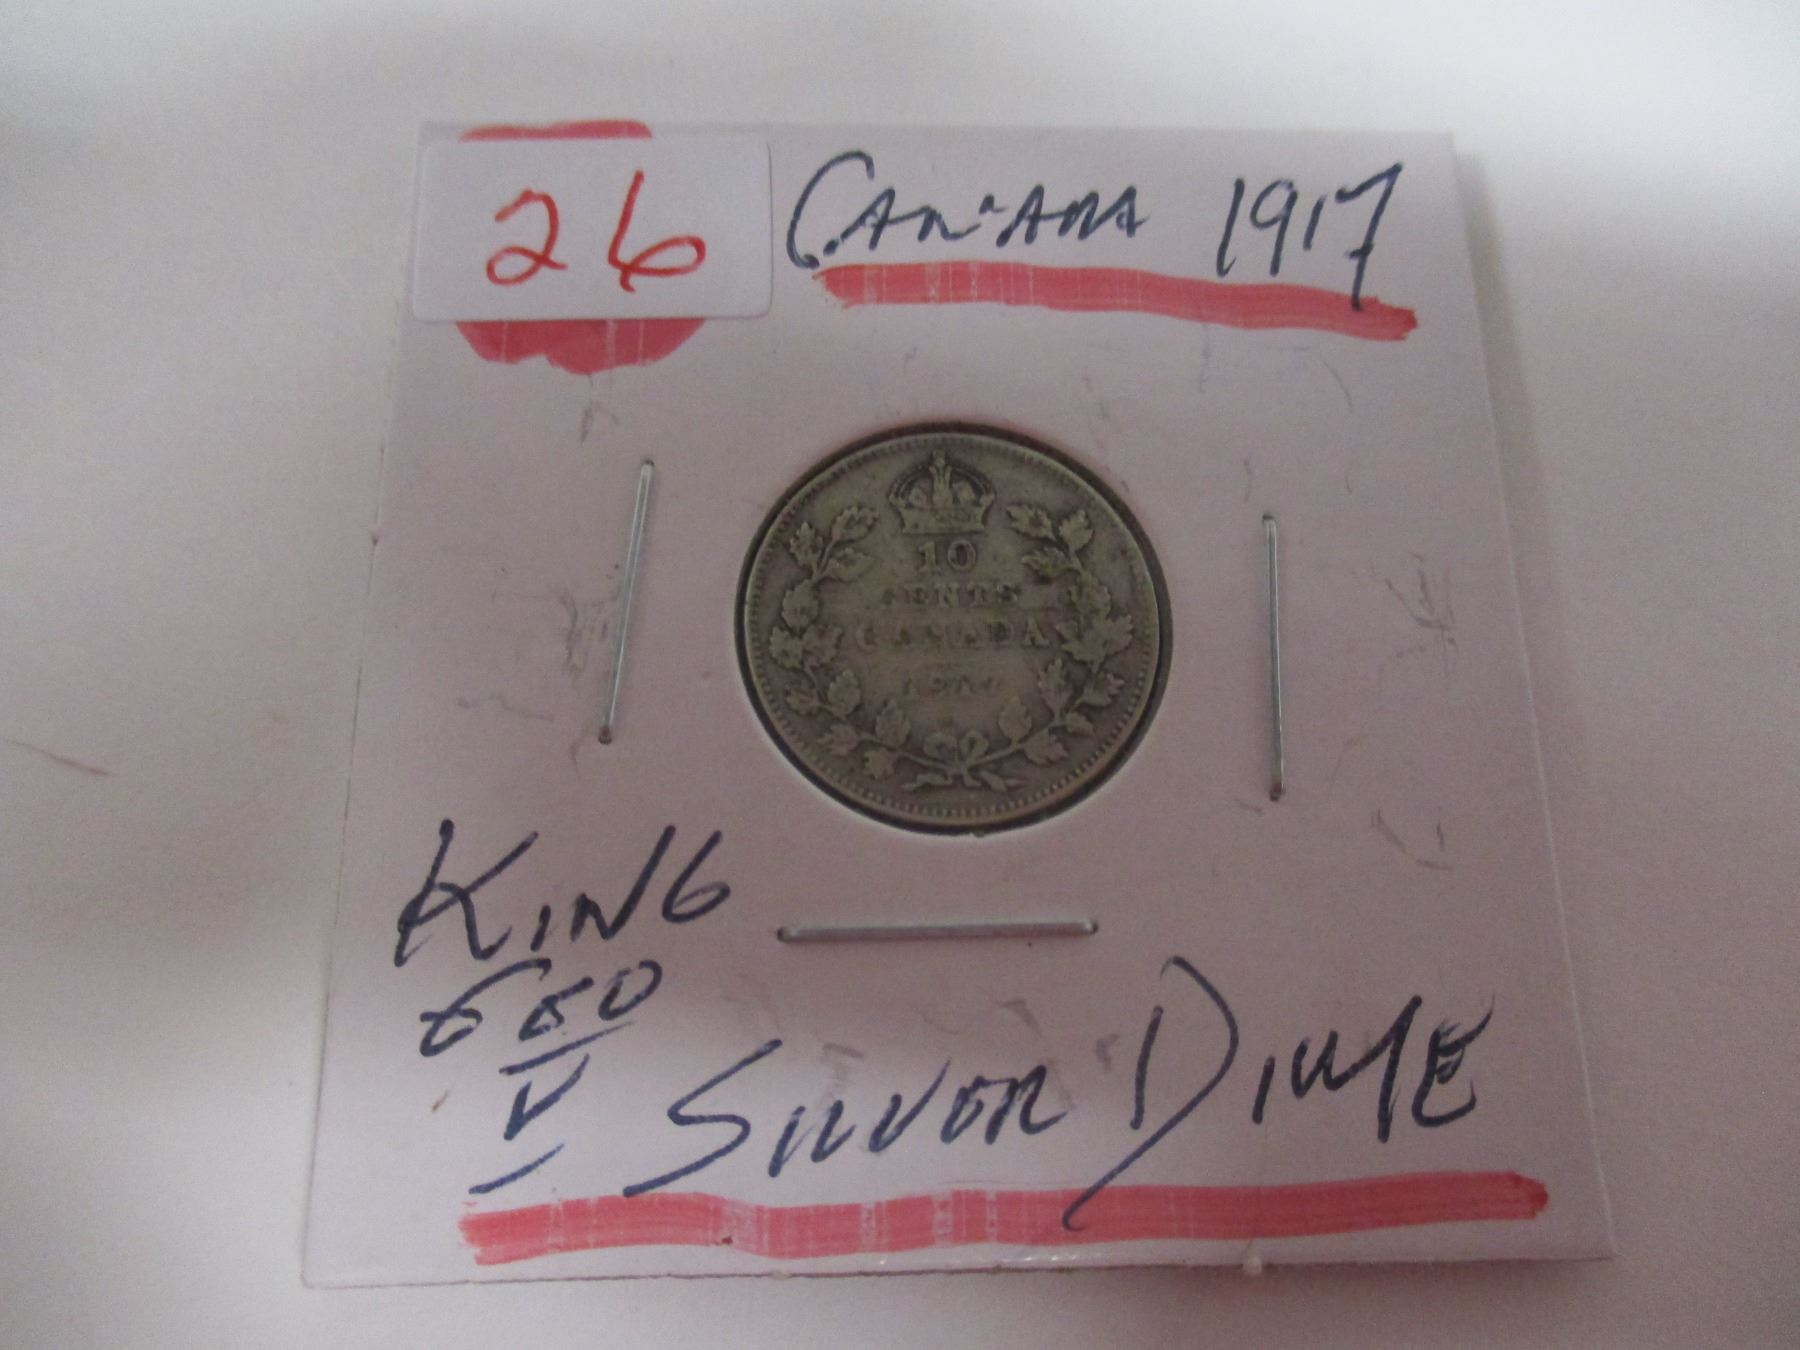 26
CANADA 1917
10
CENTS
CANADA
KING
GEO
V
SILVER DIME